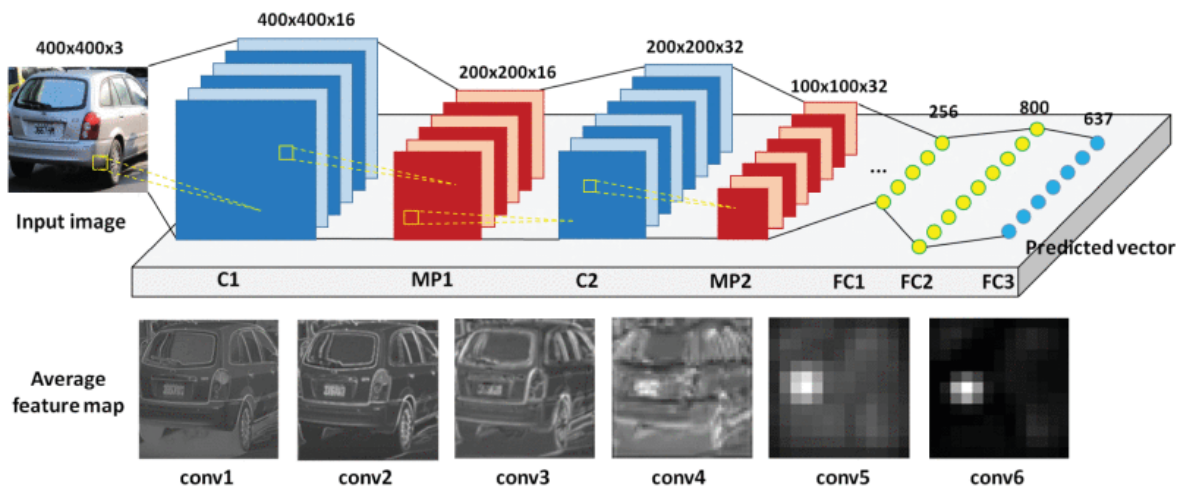 400x400x3
400x400x16
200x200x16
200x200x32
100x100x32
256
800
637
...
Input image
Predicted vector
C1
MP1
C2
MP2
FC1
FC2
FC3
Average
feature map
conv1
conv2
conv3
conv4
conv5
conv6